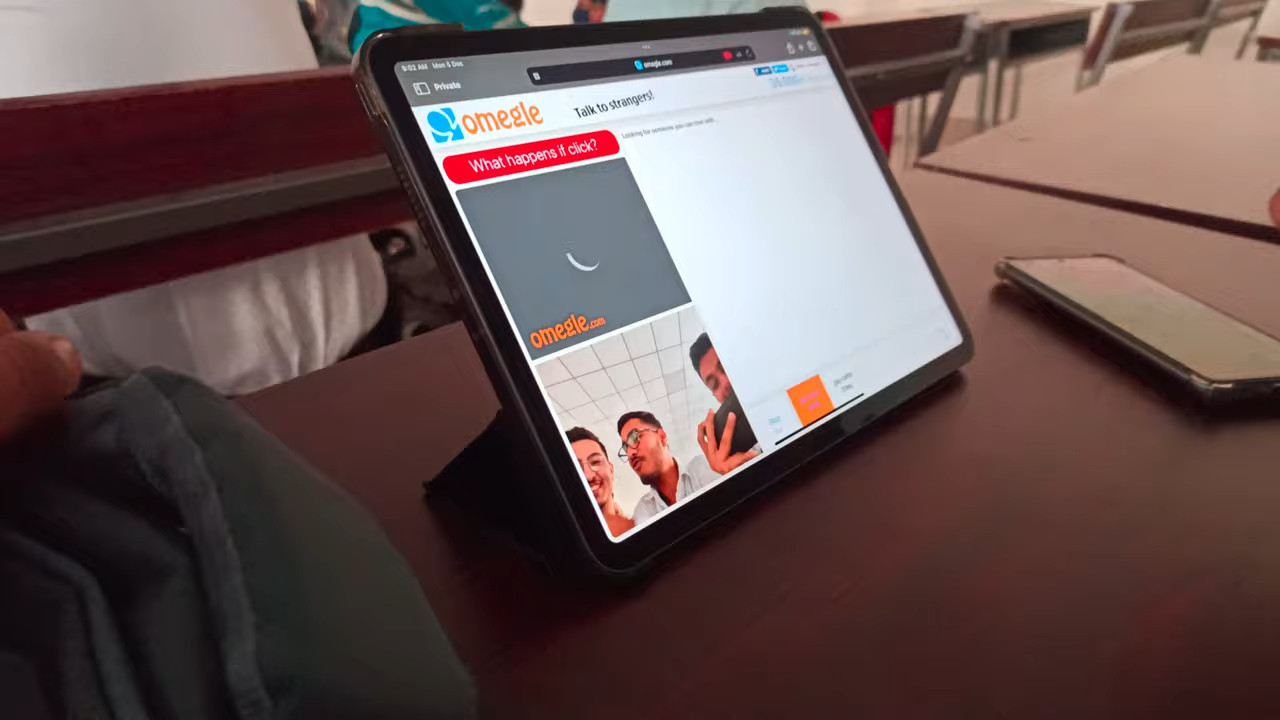 9:02 AM Mon 5 Dec
Private
omegle.com
omegle
Talk to strangers!
What happens if click?
Looking for someone you can chat with...
omegle.com